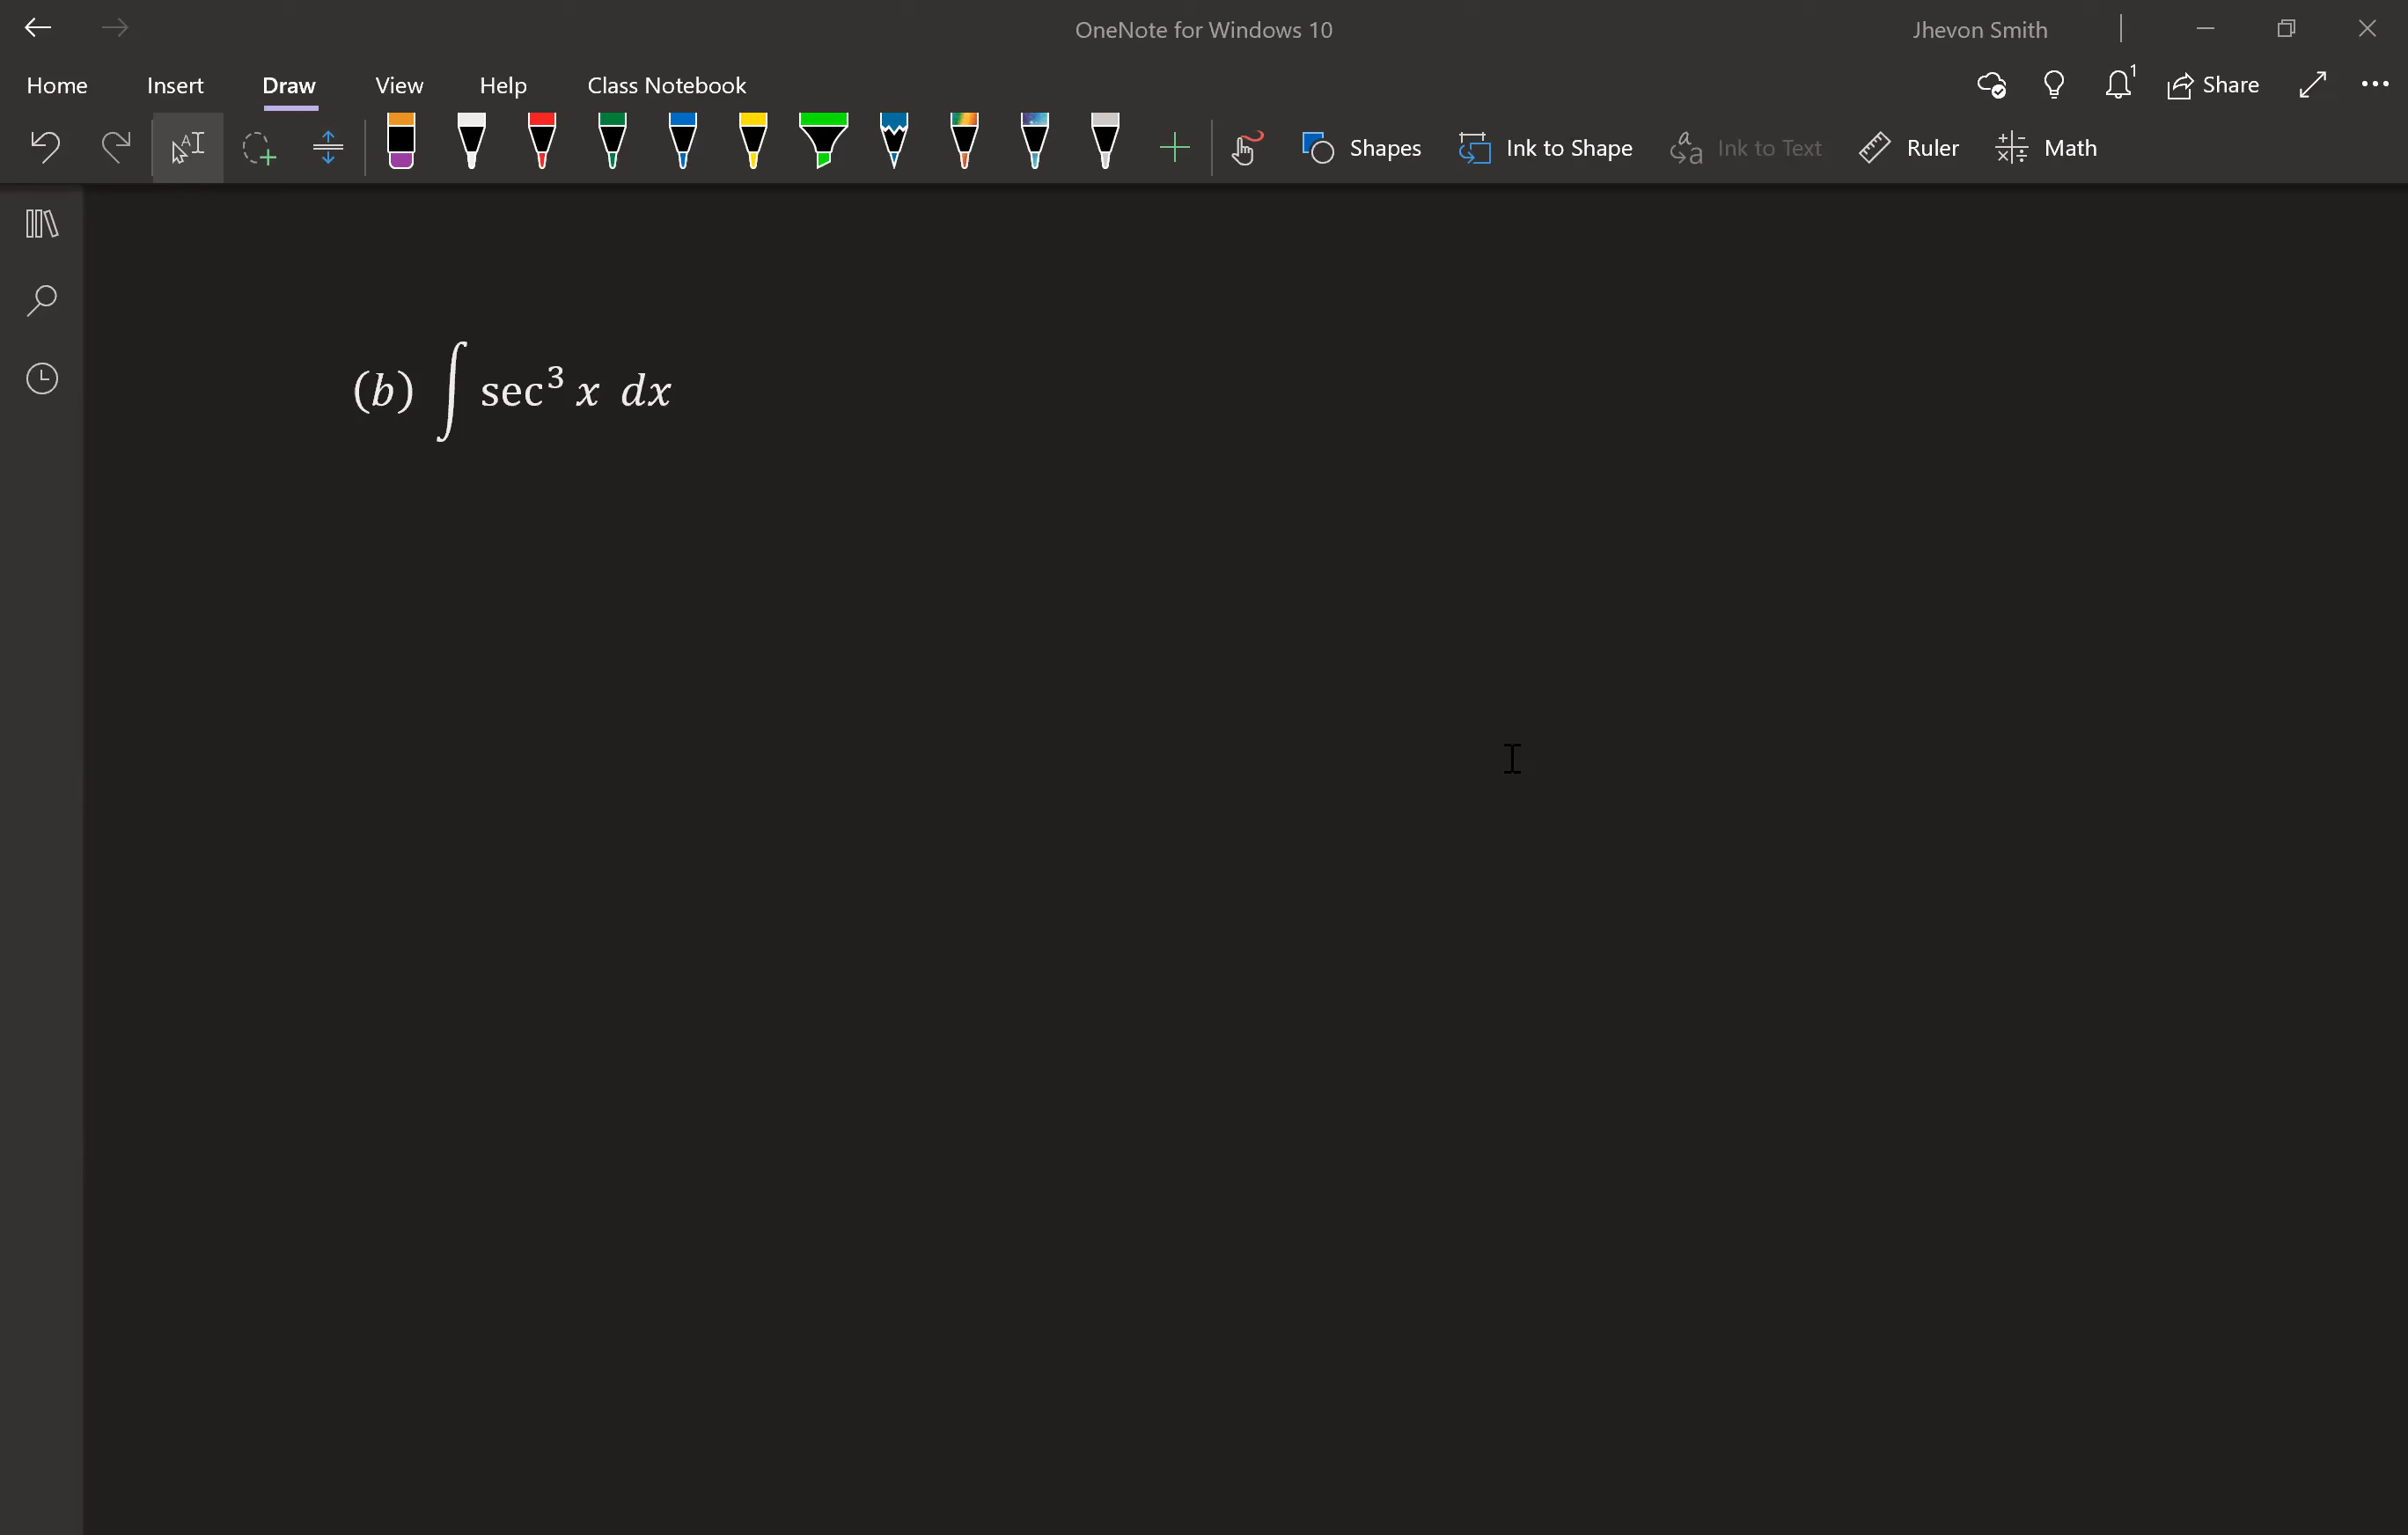 OneNote for Windows 10 Jhevon Smith
Home Insert Draw View Help Class Notebook 1 Share
A Shapes Ink to Shape a a Ink to Text Ruler Math
(b) ∫ sec³ x dx